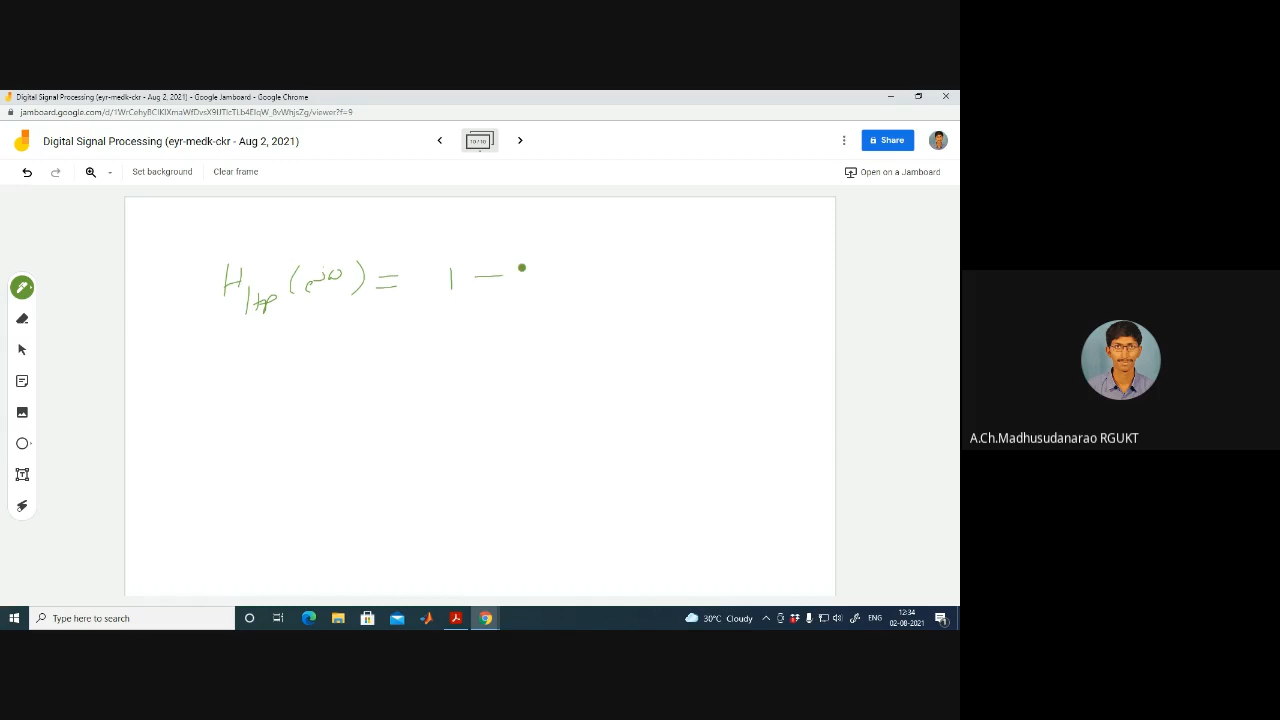 Digital Signal Processing (eyr-medk-ckr - Aug 2, 2021) - Google Jamboard - Google Chrome
Digital Signal Processing (eyr-medk-ckr - Aug 2, 2021)
10 / 10
Share
Set background
Clear frame
Open on a Jamboard
(e^jω) = 1 —
A.Ch.Madhusudanarao RGUKT
Type here to search
30°C Cloudy
ENG
12:34
02-08-2021